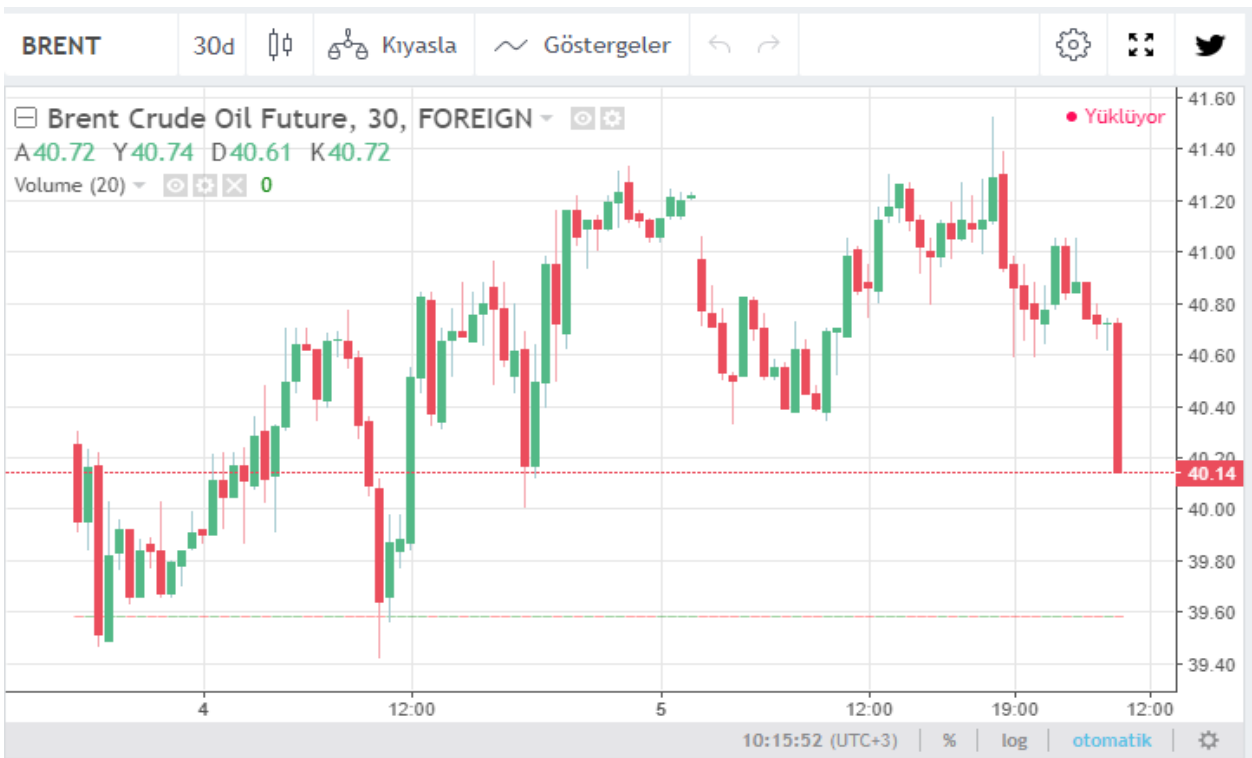 BRENT 30d Kıyasla Göstergeler
Brent Crude Oil Future, 30, FOREIGN
Yüklüyor
A40.72 Y40.74 D40.61 K40.72
Volume (20) 0
41.60
41.40
41.20
41.00
40.80
40.60
40.40
40.20
40.14
40.00
39.80
39.60
39.40
4 12:00 5 12:00 19:00 12:00
10:15:52 (UTC+3) % log otomatik